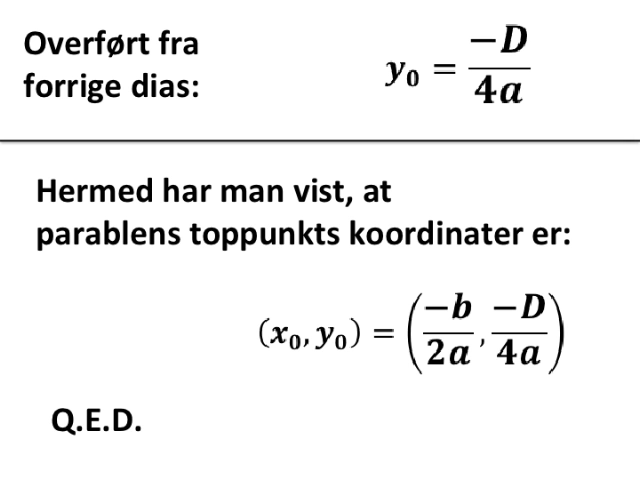 Overført fra
forrige dias:
y₀ = −D/4a
Hermed har man vist, at
parablens toppunkts koordinater er:
(x₀, y₀) = (−b/2a, −D/4a)
Q.E.D.